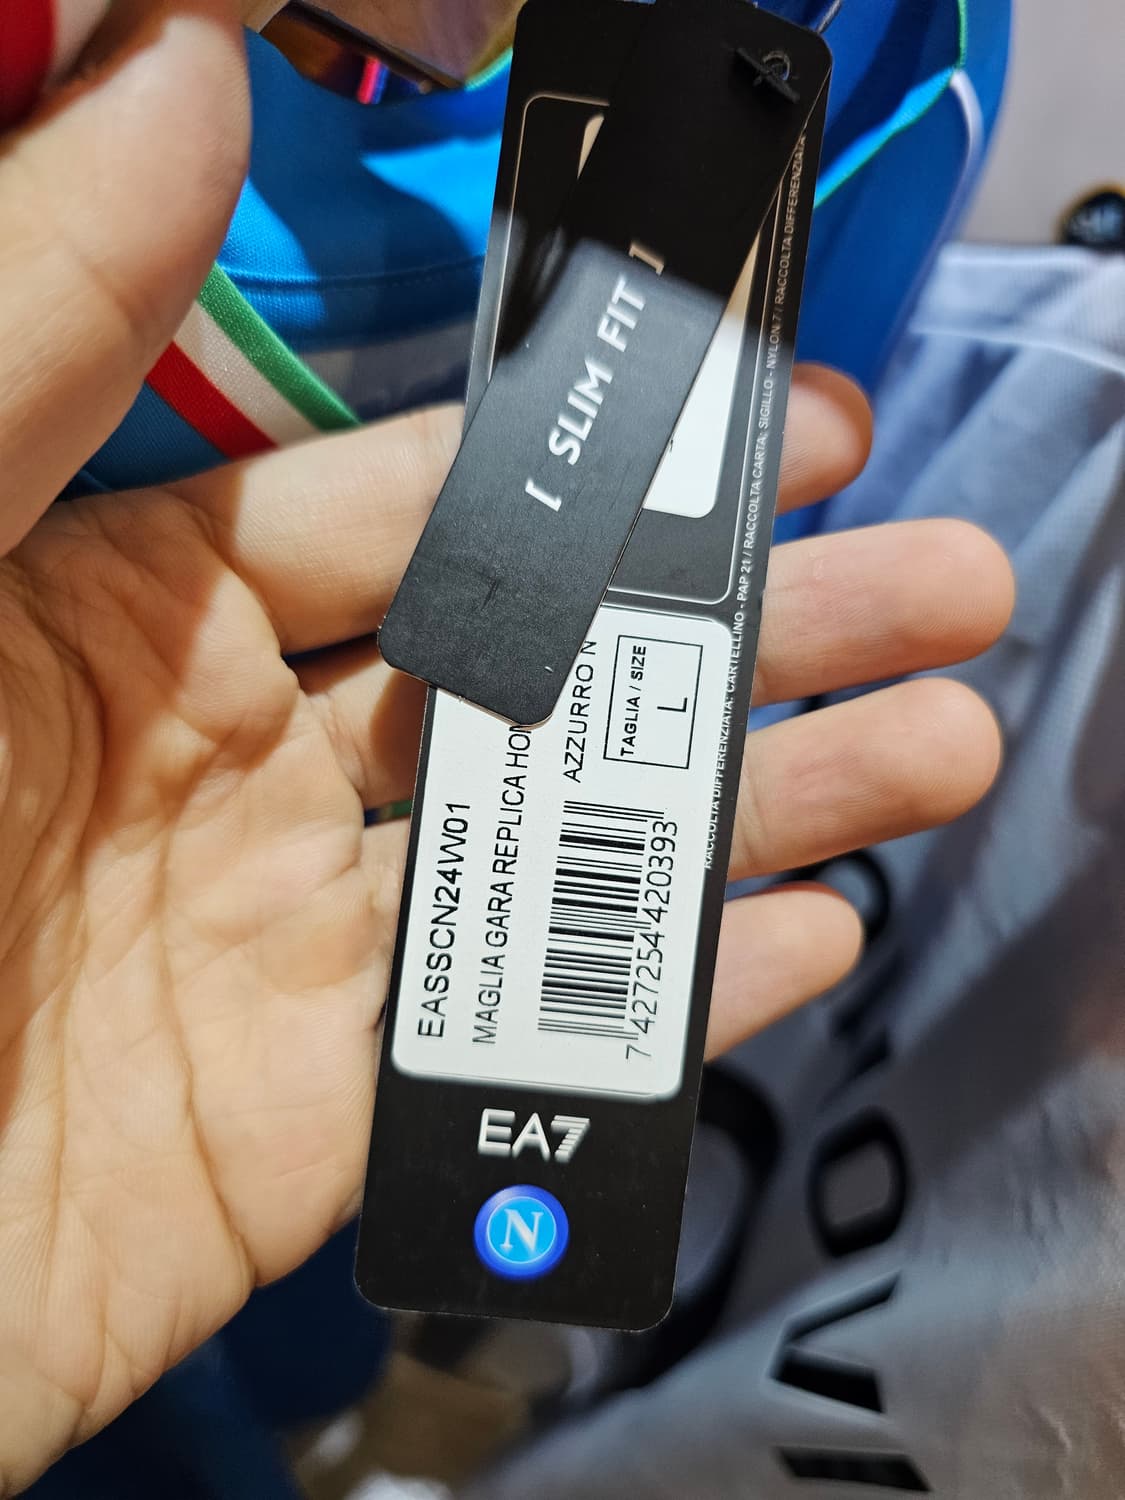 [ SLIM FIT ]
EASSCN24W01
MAGLIA GARA REPLICA HOM
AZZURRO N
TAGLIA / SIZE
L
7 427254 420393
RACCOLTA DIFFERENZIATA: CARTELLINO - PAP 21 / RACCOLTA CARTA; SIGILLO - NYLON 7 / RACCOLTA DIFFERENZIATA
EA7
N